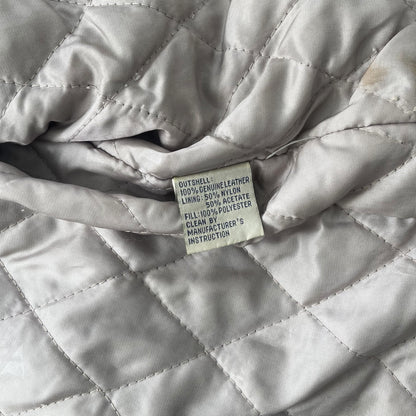 OUTSHELL:
100% GENUINE LEATHER
LINING: 50% NYLON
50% ACETATE
FILL: 100% POLYESTER
CLEAN BY
MANUFACTURER'S
INSTRUCTION